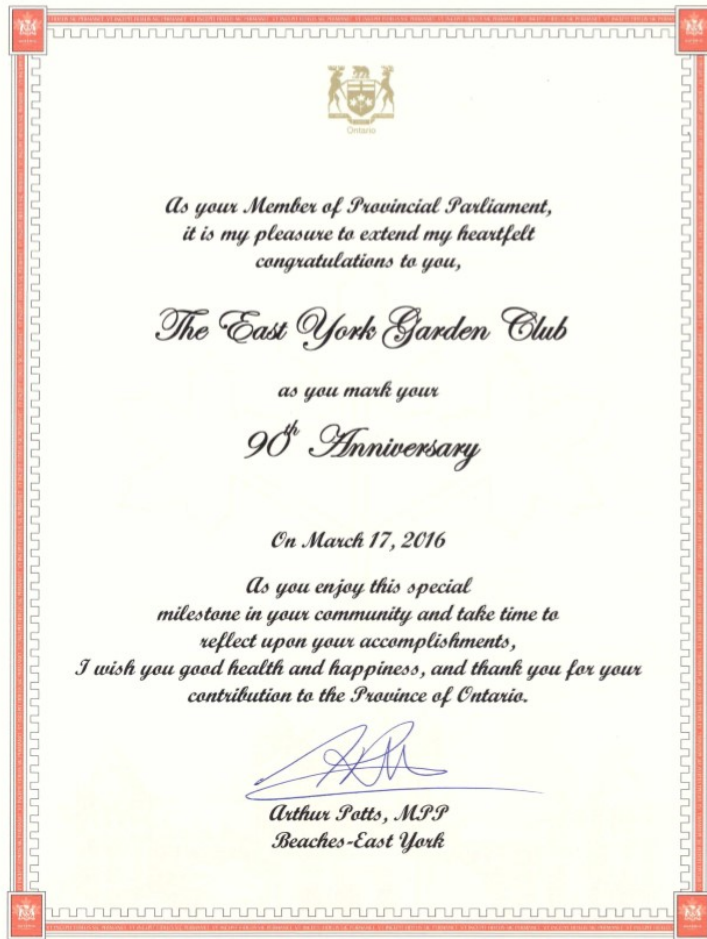 Ontario
As your Member of Provincial Parliament,
it is my pleasure to extend my heartfelt
congratulations to you,
The East York Garden Club
as you mark your
90th Anniversary
On March 17, 2016
As you enjoy this special
milestone in your community and take time to
reflect upon your accomplishments,
I wish you good health and happiness, and thank you for your
contribution to the Province of Ontario.
Arthur Potts, MPP
Beaches-East York